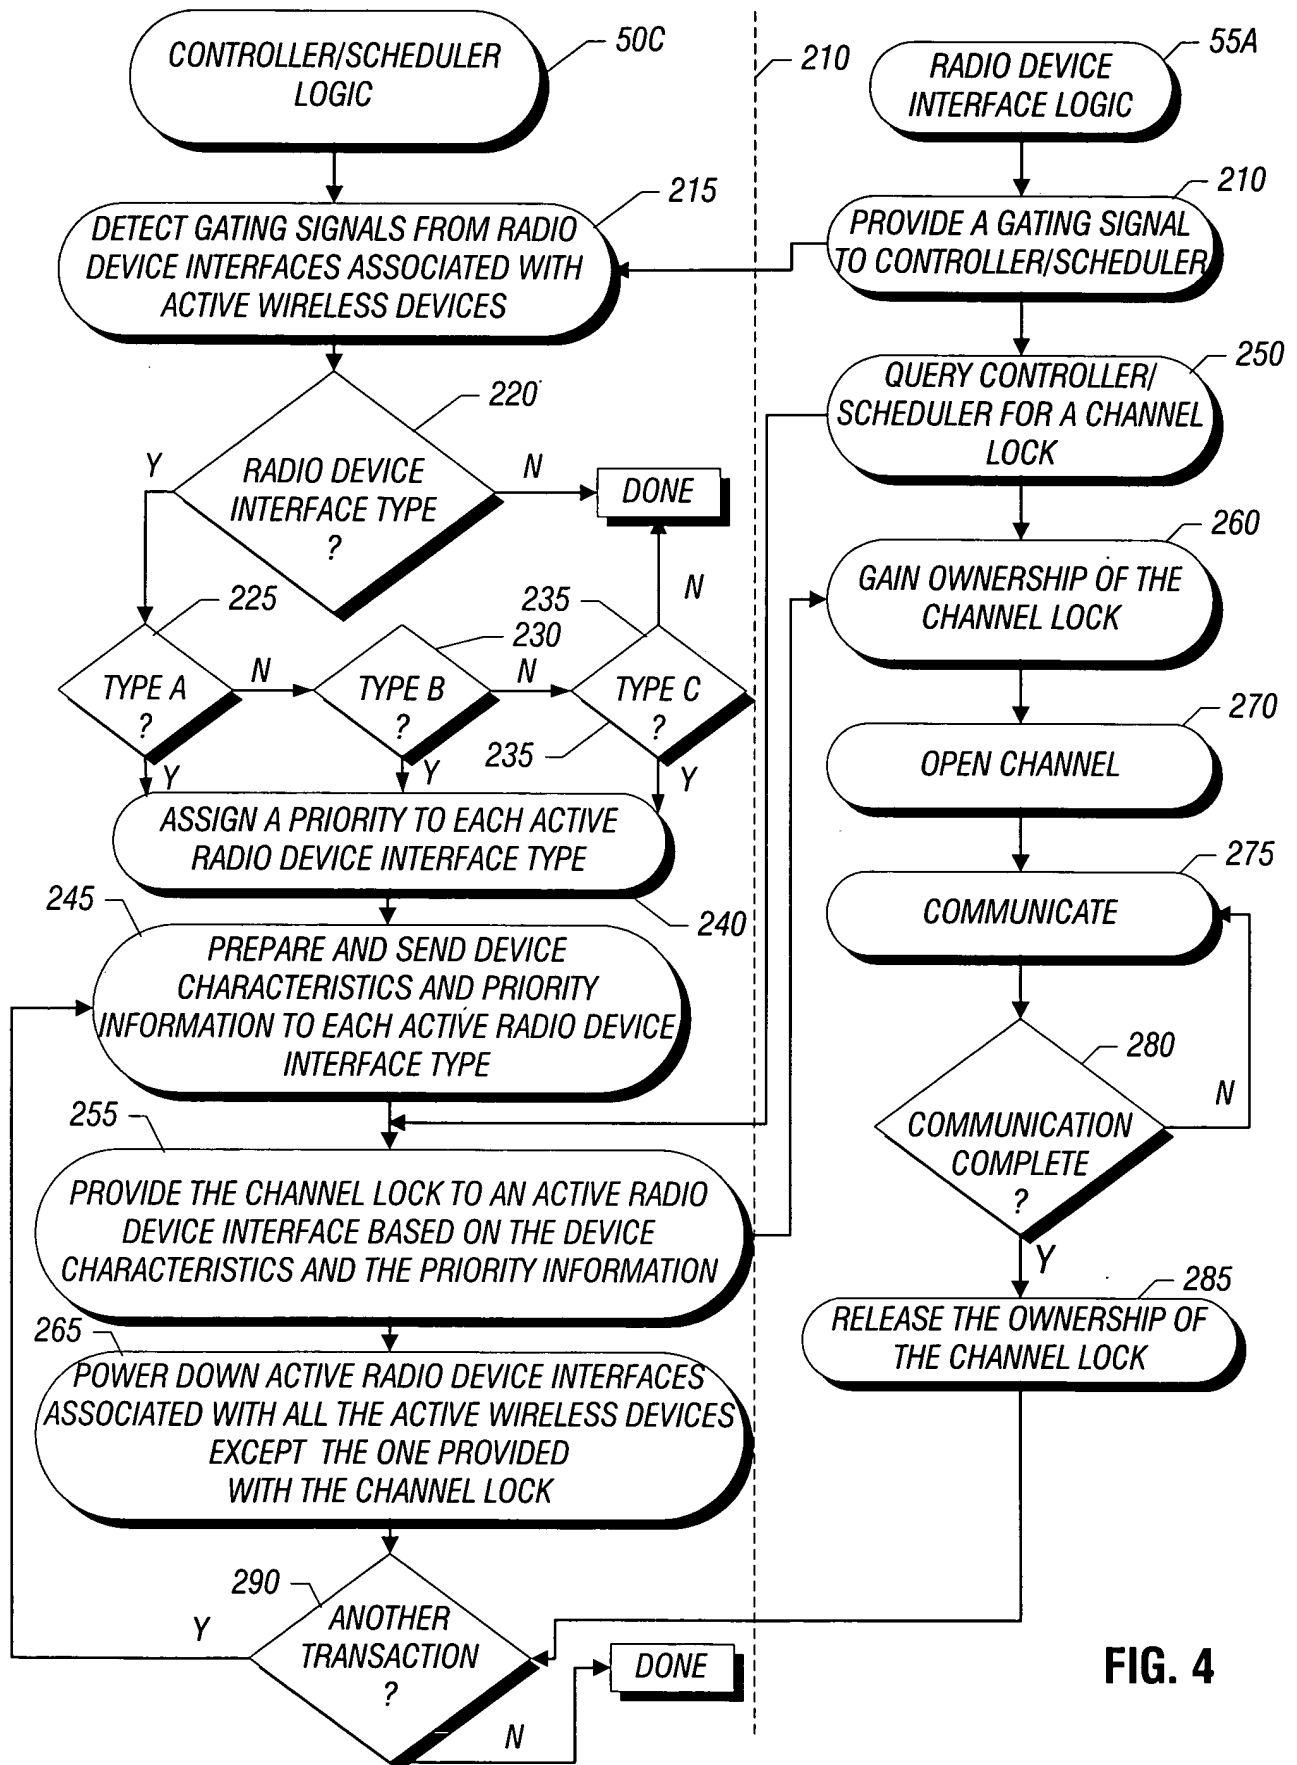 CONTROLLER/SCHEDULER
LOGIC
50C
210
RADIO DEVICE
INTERFACE LOGIC
55A
215
DETECT GATING SIGNALS FROM RADIO
DEVICE INTERFACES ASSOCIATED WITH
ACTIVE WIRELESS DEVICES
210
PROVIDE A GATING SIGNAL
TO CONTROLLER/SCHEDULER
220
RADIO DEVICE
INTERFACE TYPE
?
Y
N
DONE
250
QUERY CONTROLLER/
SCHEDULER FOR A CHANNEL
LOCK
225
TYPE A
?
N
Y
230
TYPE B
?
N
Y
235
TYPE C
?
235
N
Y
260
GAIN OWNERSHIP OF THE
CHANNEL LOCK
270
OPEN CHANNEL
ASSIGN A PRIORITY TO EACH ACTIVE
RADIO DEVICE INTERFACE TYPE
240
275
COMMUNICATE
245
PREPARE AND SEND DEVICE
CHARACTERISTICS AND PRIORITY
INFORMATION TO EACH ACTIVE RADIO DEVICE
INTERFACE TYPE
280
COMMUNICATION
COMPLETE
?
N
Y
255
PROVIDE THE CHANNEL LOCK TO AN ACTIVE RADIO
DEVICE INTERFACE BASED ON THE DEVICE
CHARACTERISTICS AND THE PRIORITY INFORMATION
285
RELEASE THE OWNERSHIP OF
THE CHANNEL LOCK
265
POWER DOWN ACTIVE RADIO DEVICE INTERFACES
ASSOCIATED WITH ALL THE ACTIVE WIRELESS DEVICES
EXCEPT THE ONE PROVIDED
WITH THE CHANNEL LOCK
290
ANOTHER
TRANSACTION
?
Y
N
DONE
FIG. 4